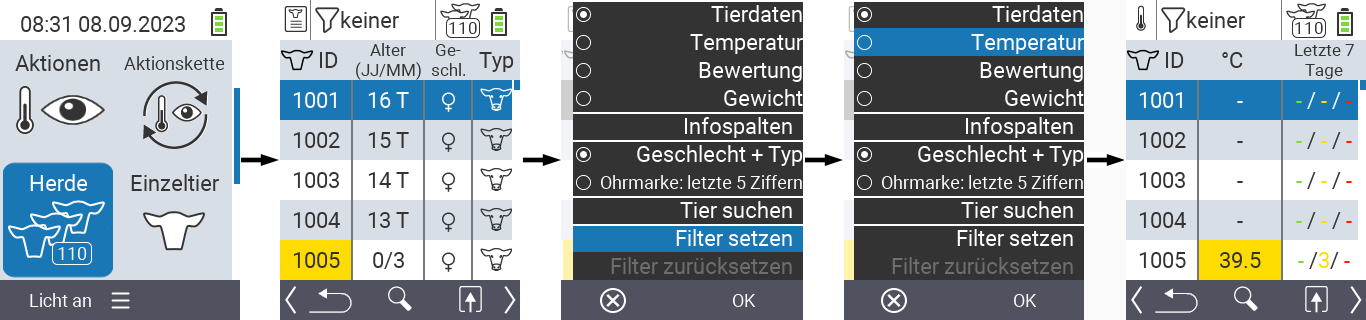 08:31 08.09.2023
Aktionen
Aktionskette
Herde
Einzeltier
110
Licht an
keiner
110
ID
Alter
(JJ/MM)
Ge-
schl.
Typ
1001 16 T ♀
1002 15 T ♀
1003 14 T ♀
1004 13 T ♀
1005 0/3 ♀
Tierdaten
Temperatur
Bewertung
Gewicht
Infospalten
Geschlecht + Typ
Ohrmarke: letzte 5 Ziffern
Tier suchen
Filter setzen
Filter zurücksetzen
OK
Tierdaten
Temperatur
Bewertung
Gewicht
Infospalten
Geschlecht + Typ
Ohrmarke: letzte 5 Ziffern
Tier suchen
Filter setzen
Filter zurücksetzen
OK
keiner
110
ID
°C
Letzte 7
Tage
1001 - -/-/-
1002 - -/-/-
1003 - -/-/-
1004 - -/-/-
1005 39.5 -/3/-